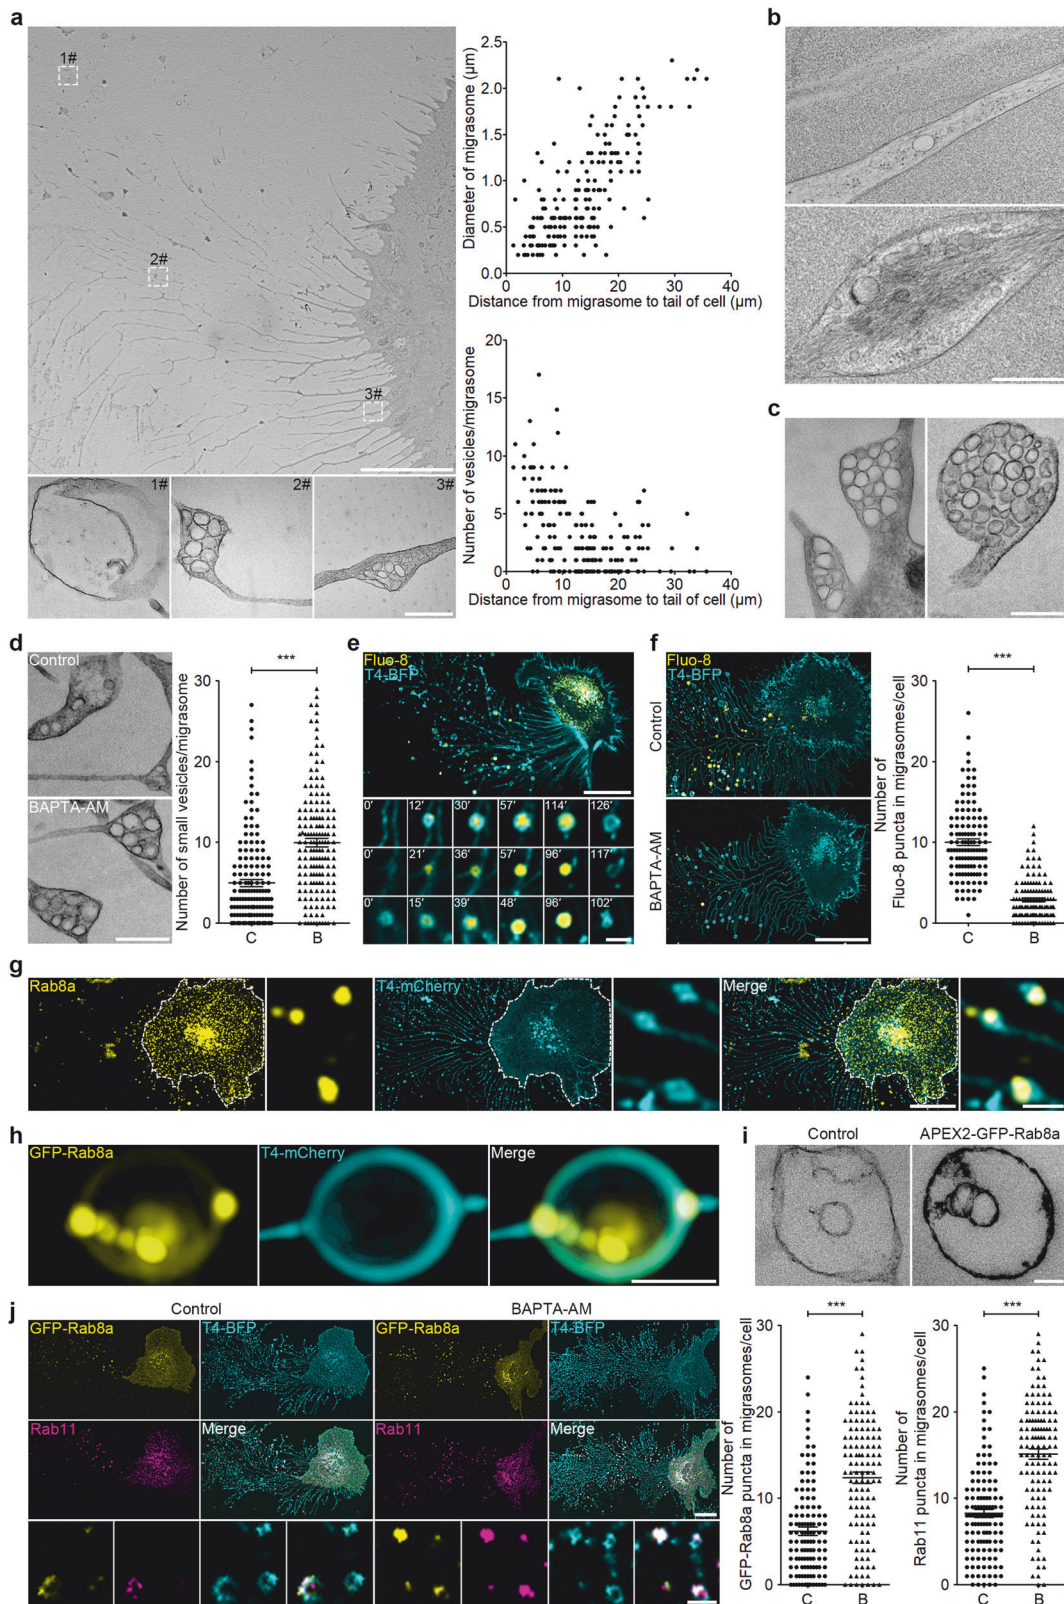 a
1#
2#
3#
1#
2#
3#
2.5
2.0
1.5
1.0
0.5
0.0
Diameter of migrasome (µm)
0
10
20
30
40
Distance from migrasome to tail of cell (µm)
20
15
10
5
0
Number of vesicles/migrasome
0
10
20
30
40
Distance from migrasome to tail of cell (µm)
b
c
d
Control
BAPTA-AM
***
30
20
10
0
Number of small vesicles/migrasome
C
B
e
Fluo-8
T4-BFP
0′
12′
30′
57′
114′
126′
0′
21′
36′
57′
96′
117′
0′
15′
39′
48′
96′
102′
f
Fluo-8
T4-BFP
Control
BAPTA-AM
***
30
20
10
0
Number of
Fluo-8 puncta in migrasomes/cell
C
B
g
Rab8a
T4-mCherry
Merge
h
GFP-Rab8a
T4-mCherry
Merge
i
Control
APEX2-GFP-Rab8a
j
Control
BAPTA-AM
GFP-Rab8a
T4-BFP
GFP-Rab8a
T4-BFP
Rab11
Merge
Rab11
Merge
***
30
20
10
0
Number of
GFP-Rab8a puncta in migrasomes/cell
C
B
***
30
20
10
0
Number of
Rab11 puncta in migrasomes/cell
C
B